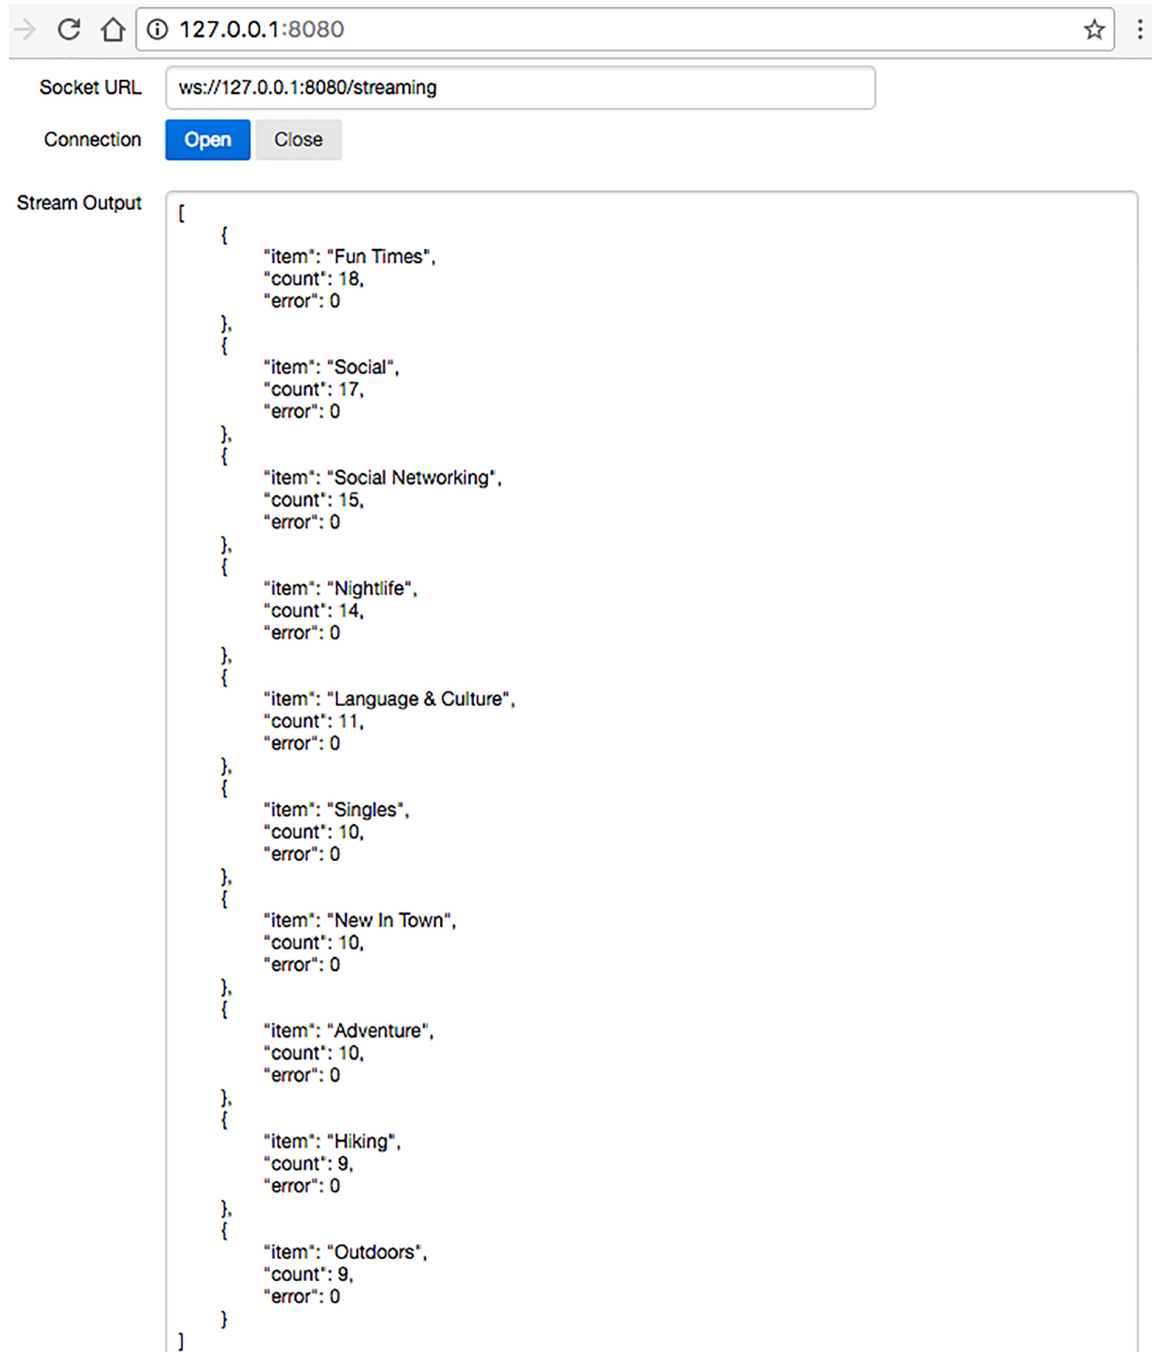 127.0.0.1:8080
Socket URL ws://127.0.0.1:8080/streaming
Connection Open Close
Stream Output [
{
"item": "Fun Times",
"count": 18,
"error": 0
},
{
"item": "Social",
"count": 17,
"error": 0
},
{
"item": "Social Networking",
"count": 15,
"error": 0
},
{
"item": "Nightlife",
"count": 14,
"error": 0
},
{
"item": "Language & Culture",
"count": 11,
"error": 0
},
{
"item": "Singles",
"count": 10,
"error": 0
},
{
"item": "New In Town",
"count": 10,
"error": 0
},
{
"item": "Adventure",
"count": 10,
"error": 0
},
{
"item": "Hiking",
"count": 9,
"error": 0
},
{
"item": "Outdoors",
"count": 9,
"error": 0
}
]